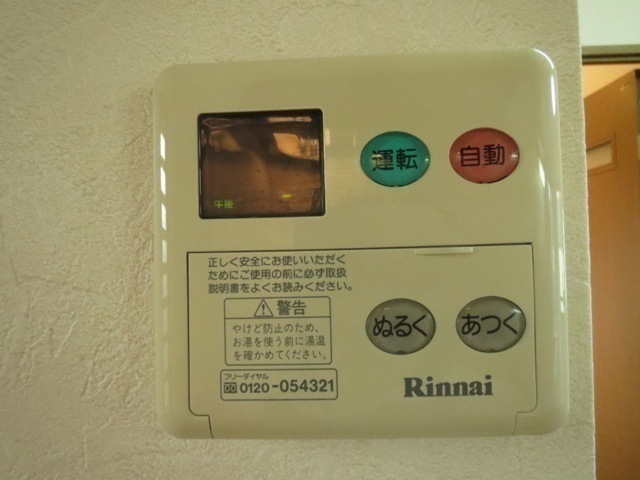 午後
運転
自動
正しく安全にお使いいただく
ためにご使用の前に必ず取扱
説明書をよくお読みください。
警告
やけど防止のため、
お湯を使う前に湯温
を確かめてください。
フリーダイヤル
0120-054321
ぬるく
あつく
Rinnai